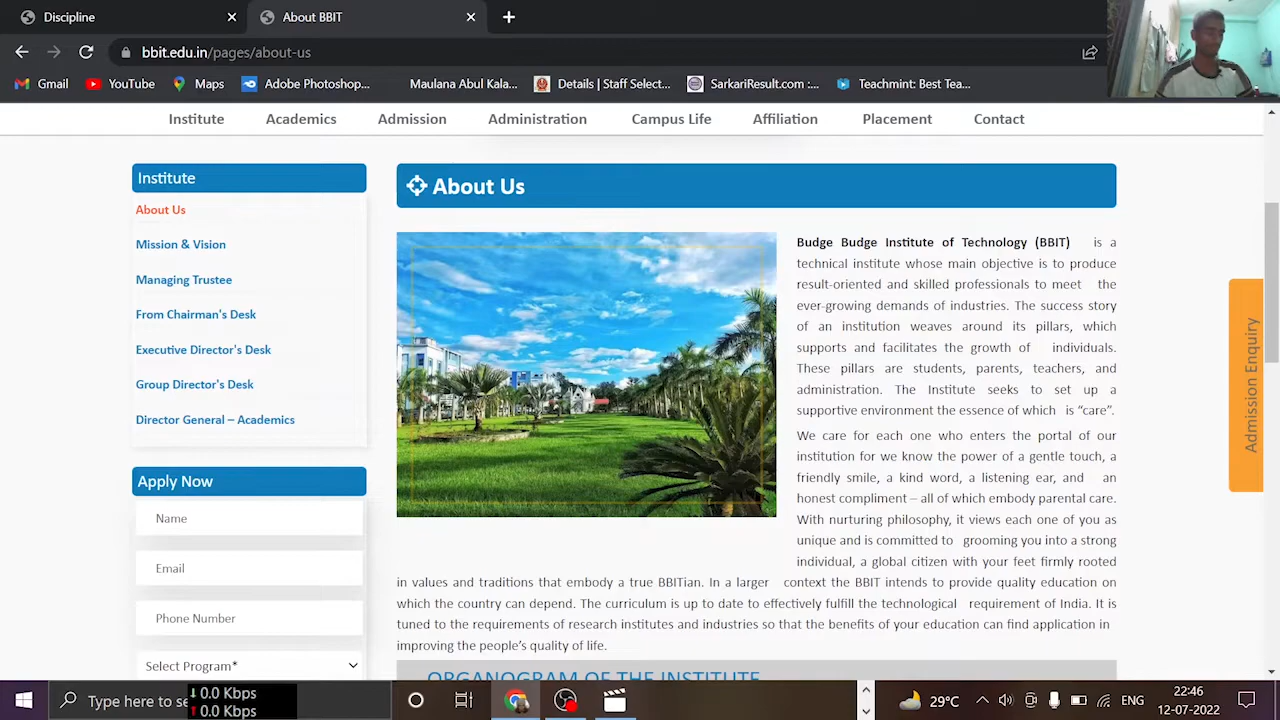 Discipline
About BBIT
bbit.edu.in/pages/about-us
Gmail
YouTube
Maps
Adobe Photoshop...
Maulana Abul Kala...
Details | Staff Select...
SarkariResult.com :...
Teachmint: Best Tea...
Institute
Academics
Admission
Administration
Campus Life
Affiliation
Placement
Contact
Institute
About Us
Mission & Vision
Managing Trustee
From Chairman's Desk
Executive Director's Desk
Group Director's Desk
Director General – Academics
Apply Now
Name
Email
Phone Number
Select Program*
About Us
Budge Budge Institute of Technology (BBIT) is a
technical institute whose main objective is to produce
result-oriented and skilled professionals to meet the
ever-growing demands of industries. The success story
of an institution weaves around its pillars, which
supports and facilitates the growth of individuals.
These pillars are students, parents, teachers, and
administration. The Institute seeks to set up a
supportive environment the essence of which is “care”.
We care for each one who enters the portal of our
institution for we know the power of a gentle touch, a
friendly smile, a kind word, a listening ear, and an
honest compliment – all of which embody parental care.
With nurturing philosophy, it views each one of you as
unique and is committed to grooming you into a strong
individual, a global citizen with your feet firmly rooted
in values and traditions that embody a true BBITian. In a larger context the BBIT intends to provide quality education on
which the country can depend. The curriculum is up to date to effectively fulfill the technological requirement of India. It is
tuned to the requirements of research institutes and industries so that the benefits of your education can find application in
improving the people’s quality of life.
ORGANOGRAM OF THE INSTITUTE
Admission Enquiry
Type here to se
0.0 Kbps
0.0 Kbps
29°C
ENG
22:46
12-07-2022